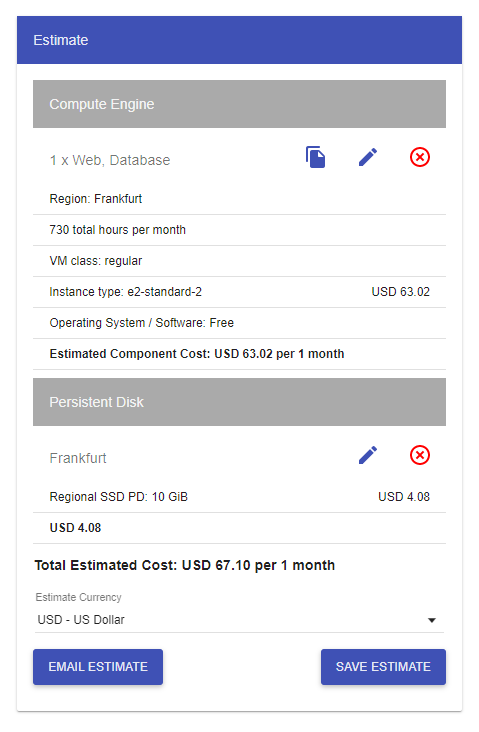 Estimate
Compute Engine
1 x Web, Database
Region: Frankfurt
730 total hours per month
VM class: regular
Instance type: e2-standard-2 USD 63.02
Operating System / Software: Free
Estimated Component Cost: USD 63.02 per 1 month
Persistent Disk
Frankfurt
Regional SSD PD: 10 GiB USD 4.08
USD 4.08
Total Estimated Cost: USD 67.10 per 1 month
Estimate Currency
USD - US Dollar
EMAIL ESTIMATE SAVE ESTIMATE